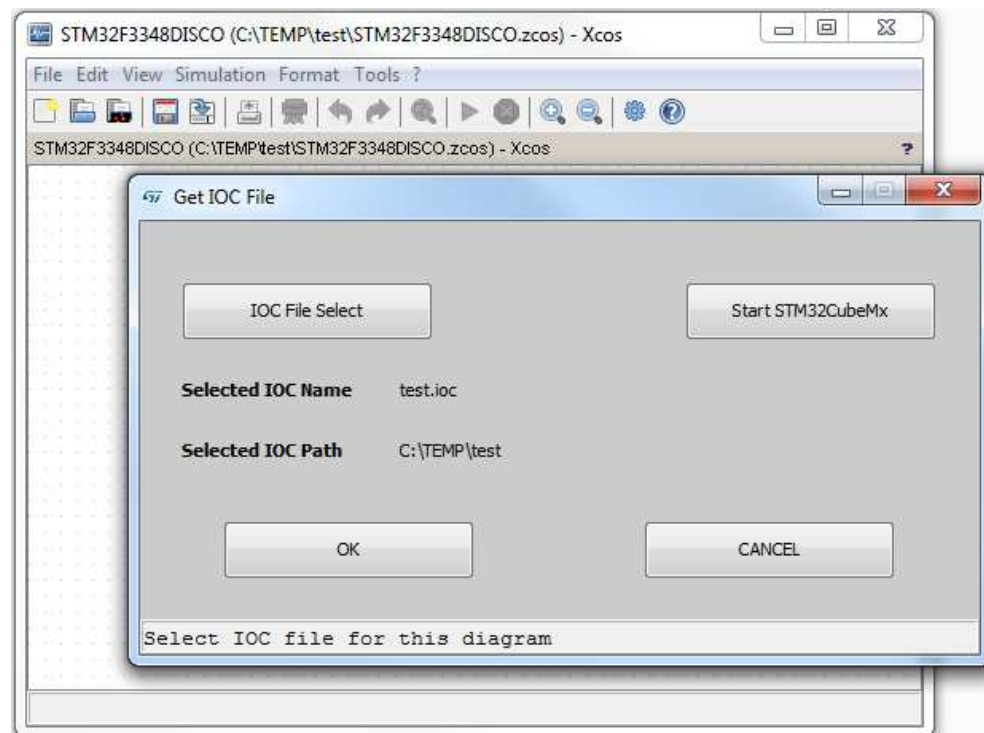 STM32F3348DISCO (C:\TEMP\test\STM32F3348DISCO.zcos) - Xcos
File Edit View Simulation Format Tools ?
STM32F3348DISCO (C:\TEMP\test\STM32F3348DISCO.zcos) - Xcos ?
Get IOC File
IOC File Select Start STM32CubeMx
Selected IOC Name test.ioc
Selected IOC Path C:\TEMP\test
OK CANCEL
Select IOC file for this diagram